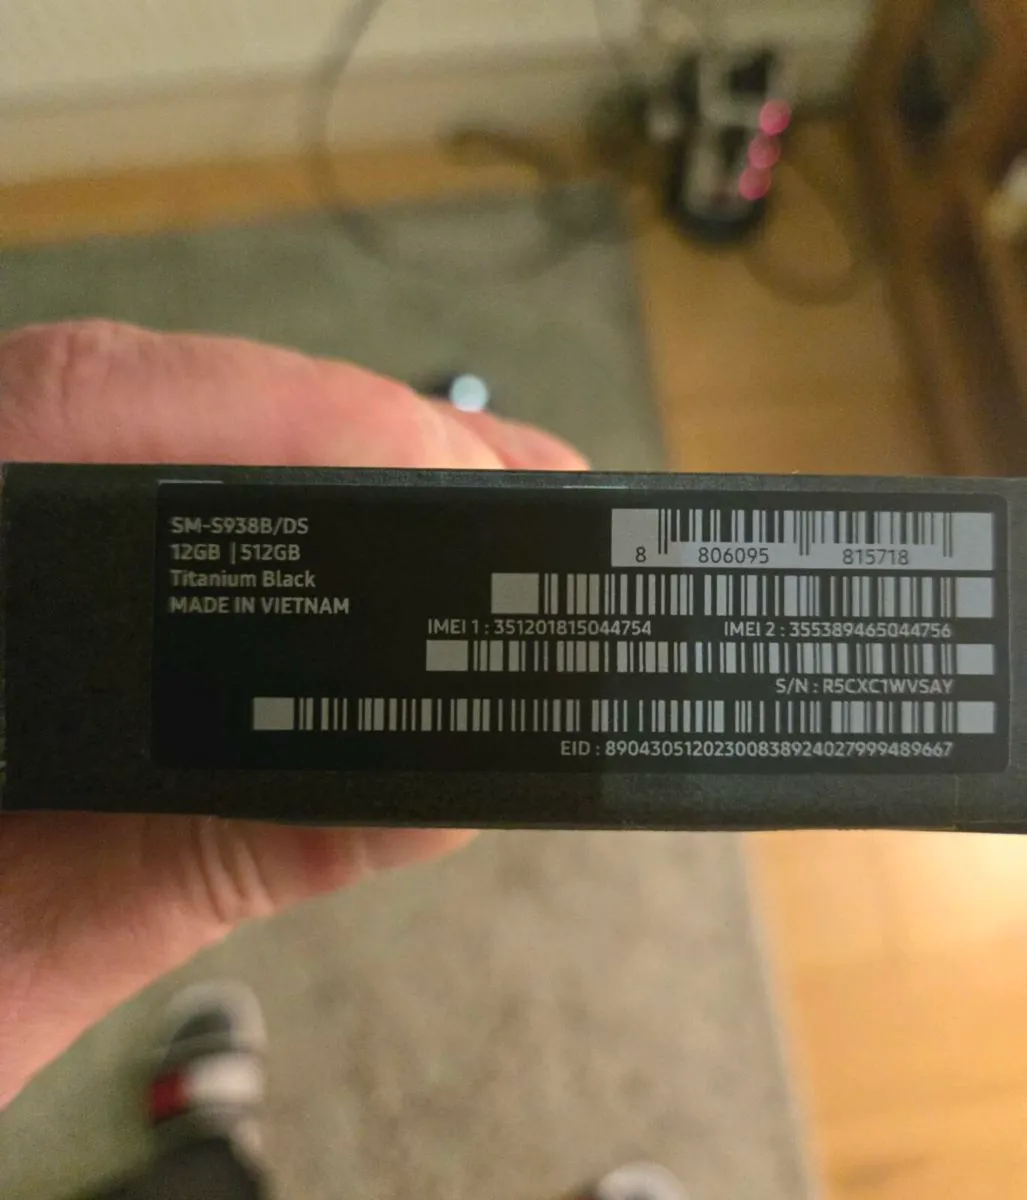 SM-S938B/DS
12GB | 512GB
Titanium Black
MADE IN VIETNAM
8 806095 815718
IMEI 1 : 351201815044754 IMEI 2 : 355389465044756
S/N : R5CXC1WVSAY
EID : 89043051202300838924027999489667